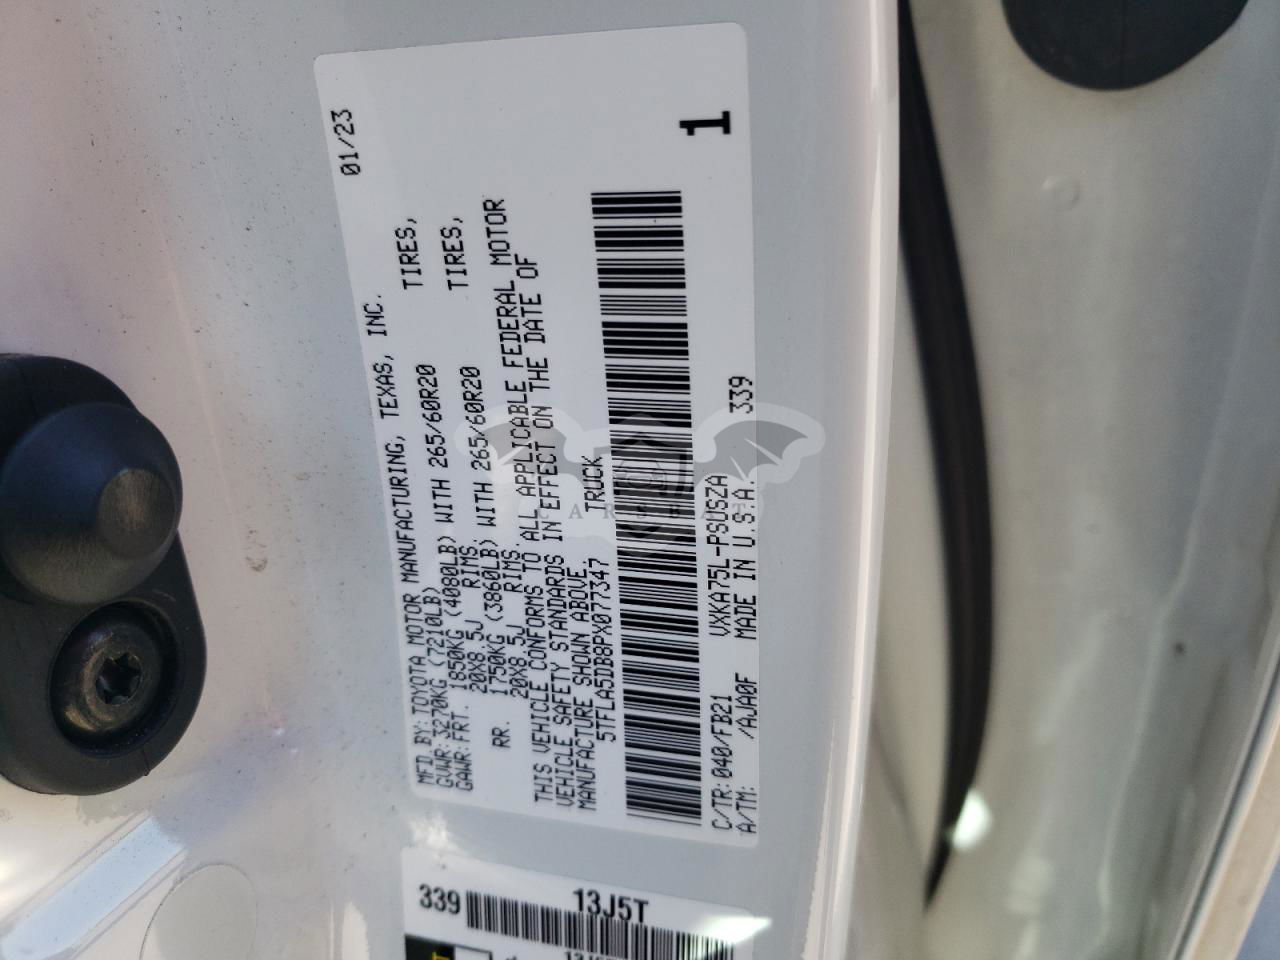 MFD BY: TOYOTA MOTOR MANUFACTURING, TEXAS, INC. 01/23
GVWR: 3270KG (7210LB)
GAWR: FRT. 1850KG (4080LB) WITH 265/60R20 TIRES,
20X8.5J RIMS.
RR. 1750KG (3860LB) WITH 265/60R20 TIRES,
20X8.5J RIMS.
THIS VEHICLE CONFORMS TO ALL APPLICABLE FEDERAL MOTOR
VEHICLE SAFETY STANDARDS IN EFFECT ON THE DATE OF
MANUFACTURE SHOWN ABOVE.
5TFLA5DB8PX077347 TRUCK
1
C/TR: 040/FB21 VXKA75L-PSUSZA 339
A/TM: /AJA0F MADE IN U.S.A.
CARSBAT
339 13J5T